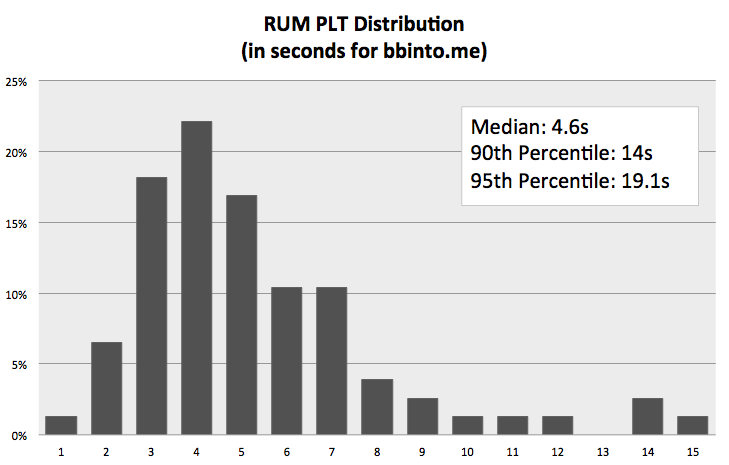 RUM PLT Distribution
(in seconds for bbinto.me)
25%
Median: 4.6s
90th Percentile: 14s
95th Percentile: 19.1s
20%
15%
10%
5%
0%
1 2 3 4 5 6 7 8 9 10 11 12 13 14 15